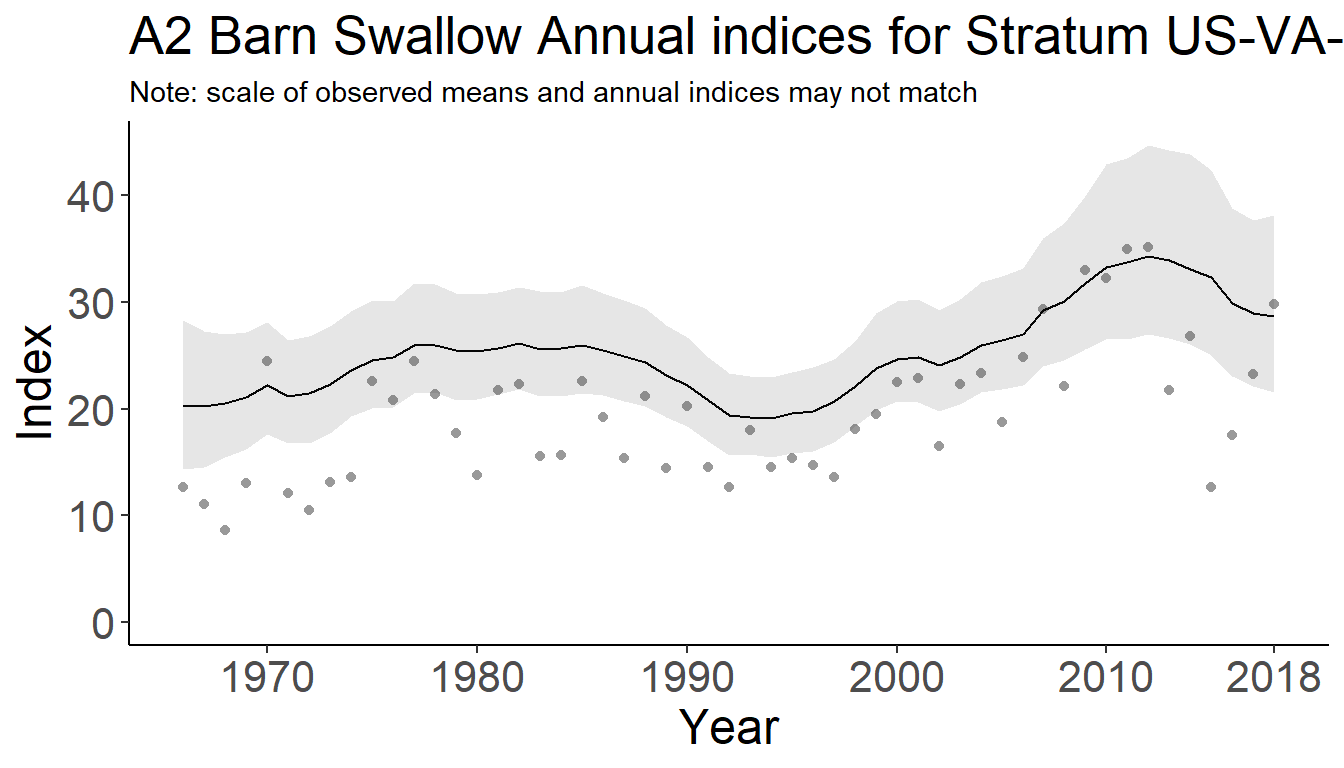 A2 Barn Swallow Annual indices for Stratum US-VA-
Note: scale of observed means and annual indices may not match
40
30
20
10
0
Index
1970 1980 1990 2000 2010 2018
Year